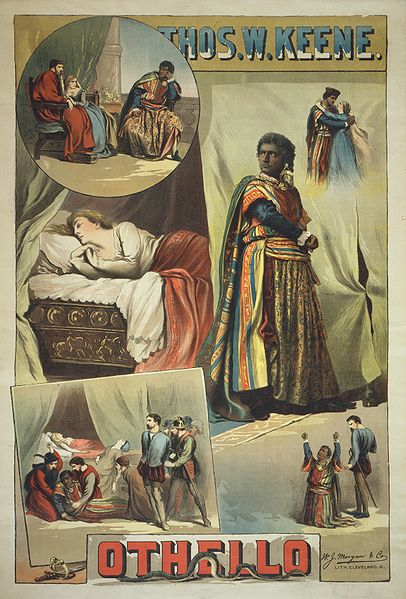 THOS. W. KEENE.
OTHELLO
W. J. Morgan & Co.
LITH. CLEVELAND, O.